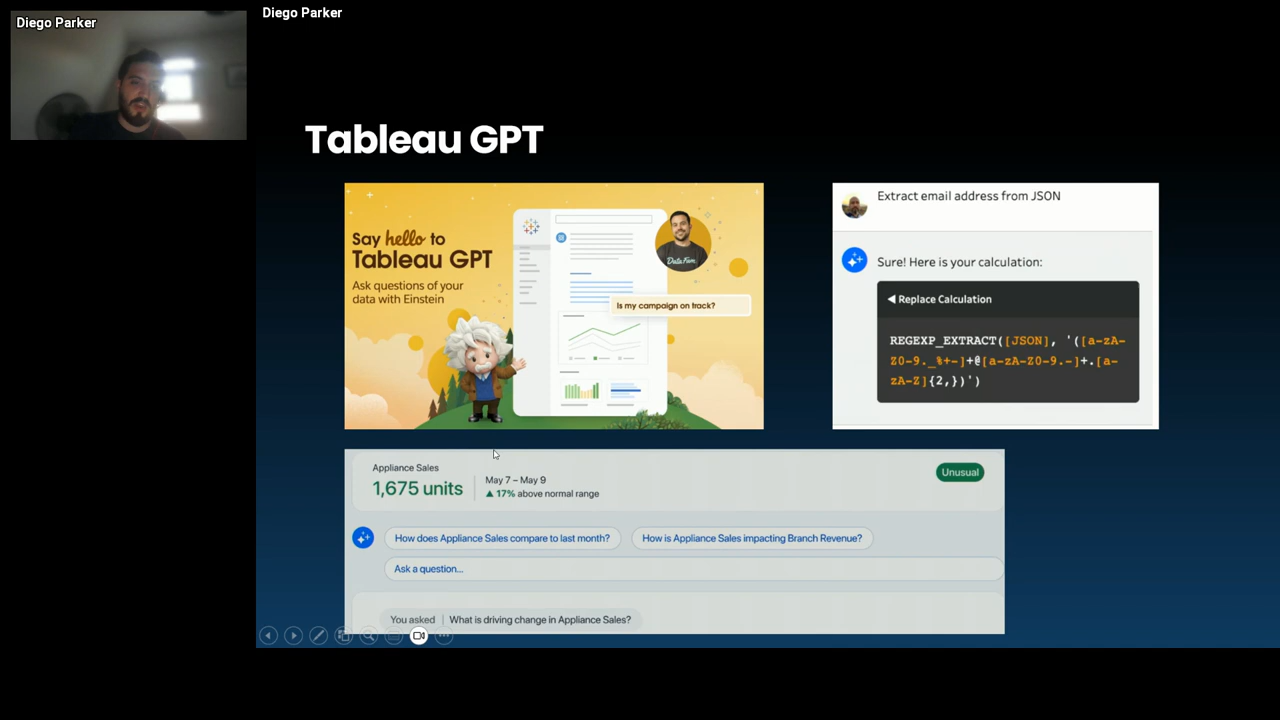 Diego Parker
Diego Parker
Tableau GPT
Say hello to
Tableau GPT
Ask questions of your
data with Einstein
Data Fam
Is my campaign on track?
Extract email address from JSON
Sure! Here is your calculation:
◀ Replace Calculation
REGEXP_EXTRACT([JSON], '([a-zA-
Z0-9._%+-]+@[a-zA-Z0-9.-]+.[a-
zA-Z]{2,})')
Appliance Sales
1,675 units
May 7 – May 9
▲ 17% above normal range
Unusual
How does Appliance Sales compare to last month?
How is Appliance Sales impacting Branch Revenue?
Ask a question...
You asked | What is driving change in Appliance Sales?